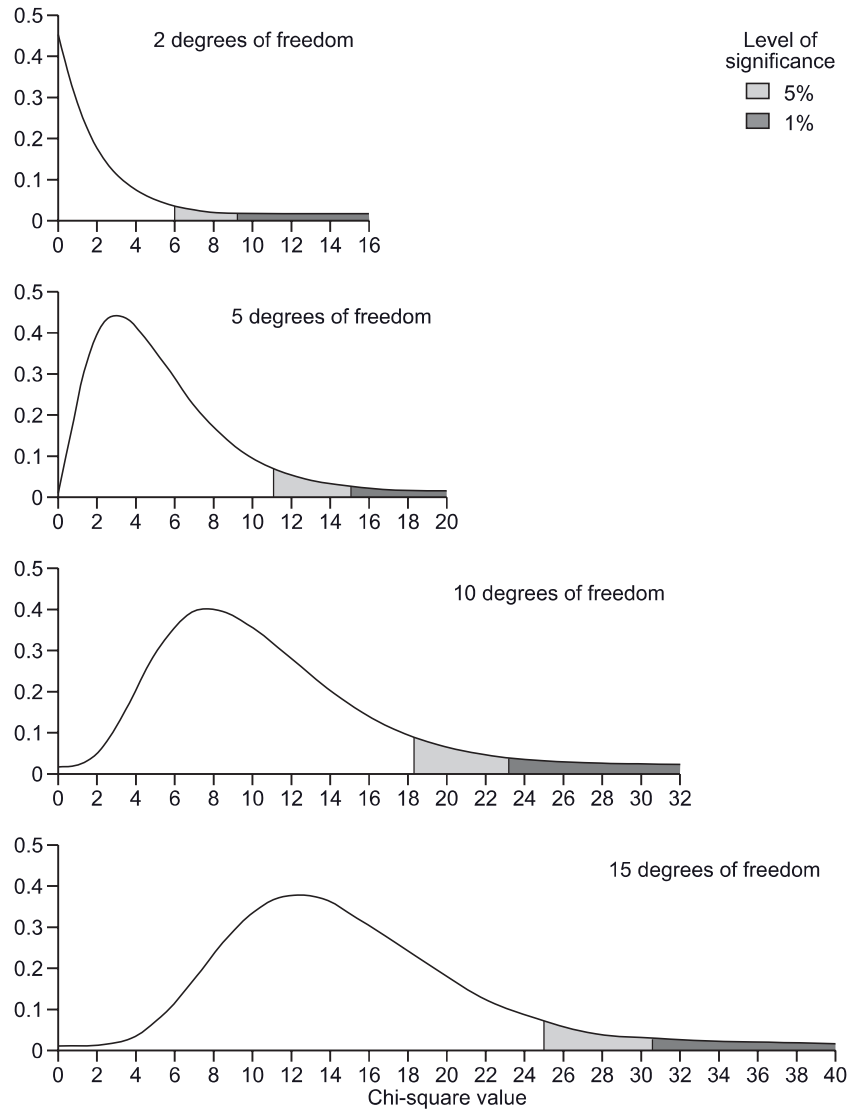 0.5
2 degrees of freedom
Level of
significance
0.4
5%
0.3
1%
0.2
0.1
0
0 2 4 6 8 10 12 14 16
0.5
5 degrees of freedom
0.4
0.3
0.2
0.1
0
0 2 4 6 8 10 12 14 16 18 20
0.5
10 degrees of freedom
0.4
0.3
0.2
0.1
0
0 2 4 6 8 10 12 14 16 18 20 22 24 26 28 30 32
0.5
15 degrees of freedom
0.4
0.3
0.2
0.1
0
0 2 4 6 8 10 12 14 16 18 20 22 24 26 28 30 32 34 36 38 40
Chi-square value